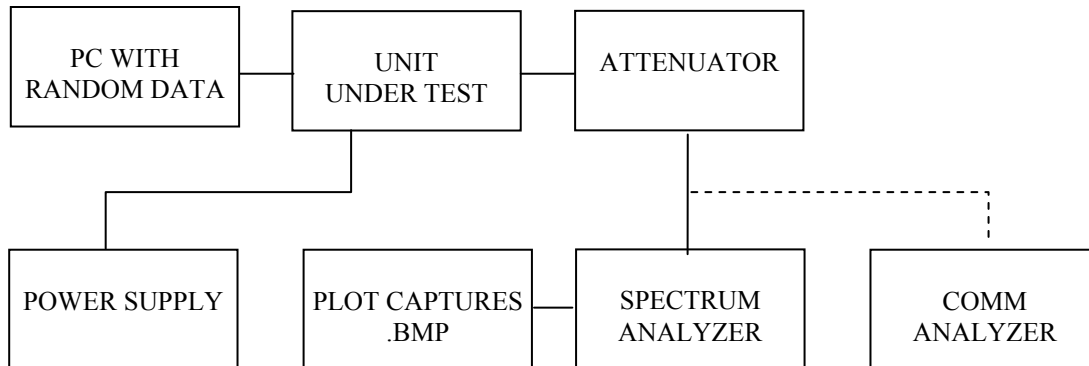 PC WITH
RANDOM DATA
UNIT
UNDER TEST
ATTENUATOR
POWER SUPPLY
PLOT CAPTURES
.BMP
SPECTRUM
ANALYZER
COMM
ANALYZER